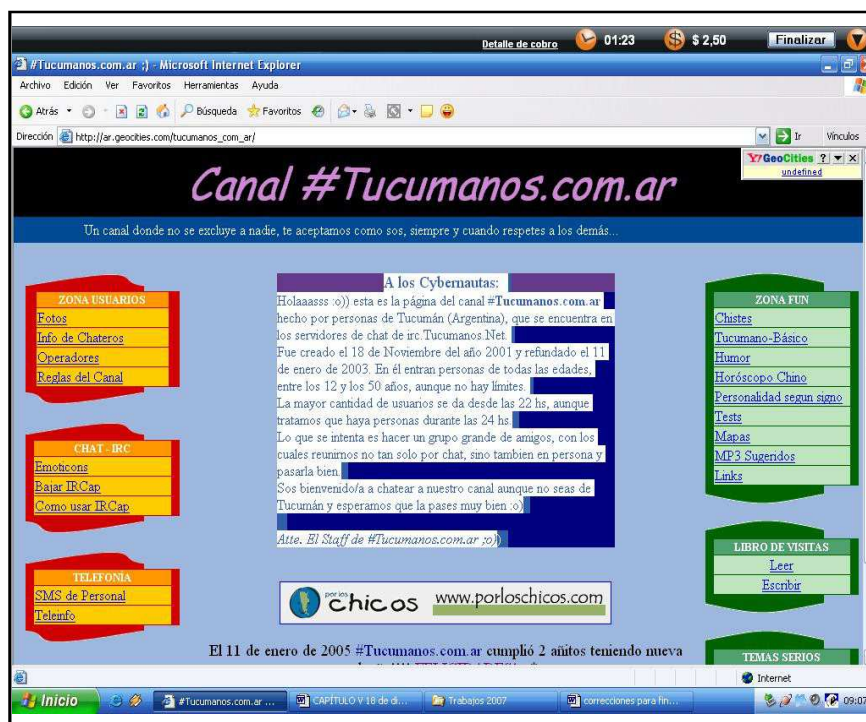 Detalle de cobro 01:23 $ 2,50 Finalizar
#Tucumanos.com.ar ;) - Microsoft Internet Explorer
Archivo Edición Ver Favoritos Herramientas Ayuda
Atrás Búsqueda Favoritos
Dirección http://ar.geocities.com/tucumanos_com_ar/ Ir Vínculos
Y! GeoCities ? X
undefined
Canal #Tucumanos.com.ar
Un canal donde no se excluye a nadie, te aceptamos como sos, siempre y cuando respetes a los demás...
ZONA USUARIOS
Fotos
Info de Chateros
Operadores
Reglas del Canal
CHAT - IRC
Emoticons
Bajar IRCap
Como usar IRCap
TELEFONIA
SMS de Personal
Teleinfo
A los Cybernautas:
Holaaasss :o)) esta es la página del canal #Tucumanos.com.ar
hecho por personas de Tucumán (Argentina), que se encuentra en
los servidores de chat de irc.Tucumanos.Net.
Fue creado el 18 de Noviembre del año 2001 y refundado el 11
de enero de 2003. En él entran personas de todas las edades,
entre los 12 y los 50 años, aunque no hay límites.
La mayor cantidad de usuarios se da desde las 22 hs, aunque
tratamos que haya personas durante las 24 hs.
Lo que se intenta es hacer un grupo grande de amigos, con los
cuales reunirnos no tan solo por chat, sino tambien en persona y
pasarla bien.
Sos bienvenido/a a chatear a nuestro canal aunque no seas de
Tucumán y esperamos que la pases muy bien :o)
Atte. El Staff de #Tucumanos.com.ar ;o))
por los chicos www.porloschicos.com
El 11 de enero de 2005 #Tucumanos.com.ar cumplió 2 añitos teniendo nueva
ZONA FUN
Chistes
Tucumano-Básico
Humor
Horóscopo Chino
Personalidad segun signo
Tests
Mapas
MP3 Sugeridos
Links
LIBRO DE VISITAS
Leer
Escribir
TEMAS SERIOS
Internet
Inicio #Tucumanos.com.ar ... CAPÍTULO V 18 de di... Trabajos 2007 correcciones para fin... 09:07